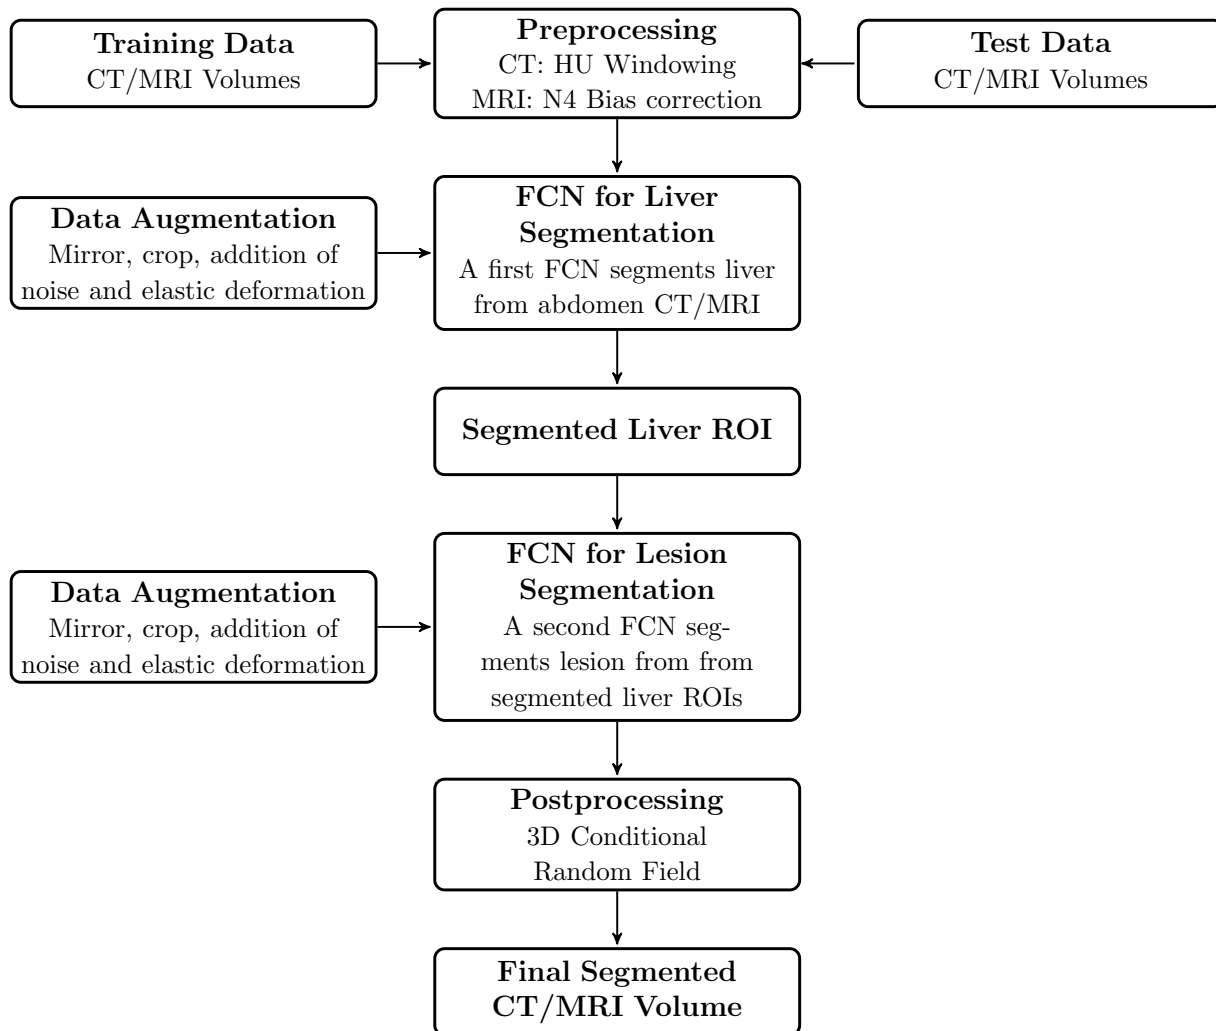 Training Data
CT/MRI Volumes
Preprocessing
CT: HU Windowing
MRI: N4 Bias correction
Test Data
CT/MRI Volumes
Data Augmentation
Mirror, crop, addition of
noise and elastic deformation
FCN for Liver
Segmentation
A first FCN segments liver
from abdomen CT/MRI
Segmented Liver ROI
Data Augmentation
Mirror, crop, addition of
noise and elastic deformation
FCN for Lesion
Segmentation
A second FCN seg-
ments lesion from from
segmented liver ROIs
Postprocessing
3D Conditional
Random Field
Final Segmented
CT/MRI Volume